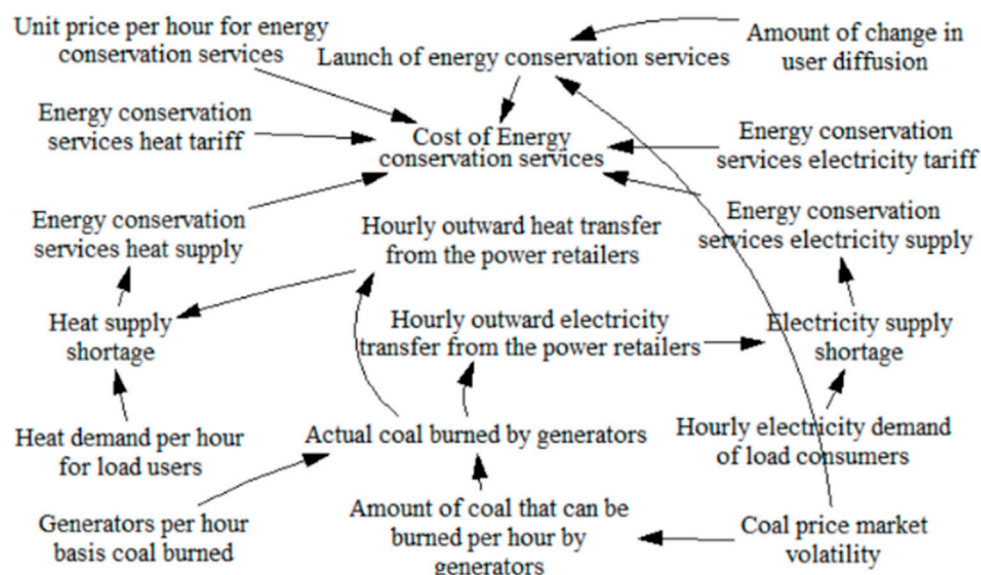 Unit price per hour for energy
conservation services
Launch of energy conservation services
Amount of change in
user diffusion
Energy conservation
services heat tariff
Cost of Energy
conservation services
Energy conservation
services electricity tariff
Energy conservation
services heat supply
Hourly outward heat transfer
from the power retailers
Energy conservation
services electricity supply
Heat supply
shortage
Hourly outward electricity
transfer from the power retailers
Electricity supply
shortage
Heat demand per hour
for load users
Actual coal burned by generators
Hourly electricity demand
of load consumers
Generators per hour
basis coal burned
Amount of coal that can be
burned per hour by
generators
Coal price market
volatility